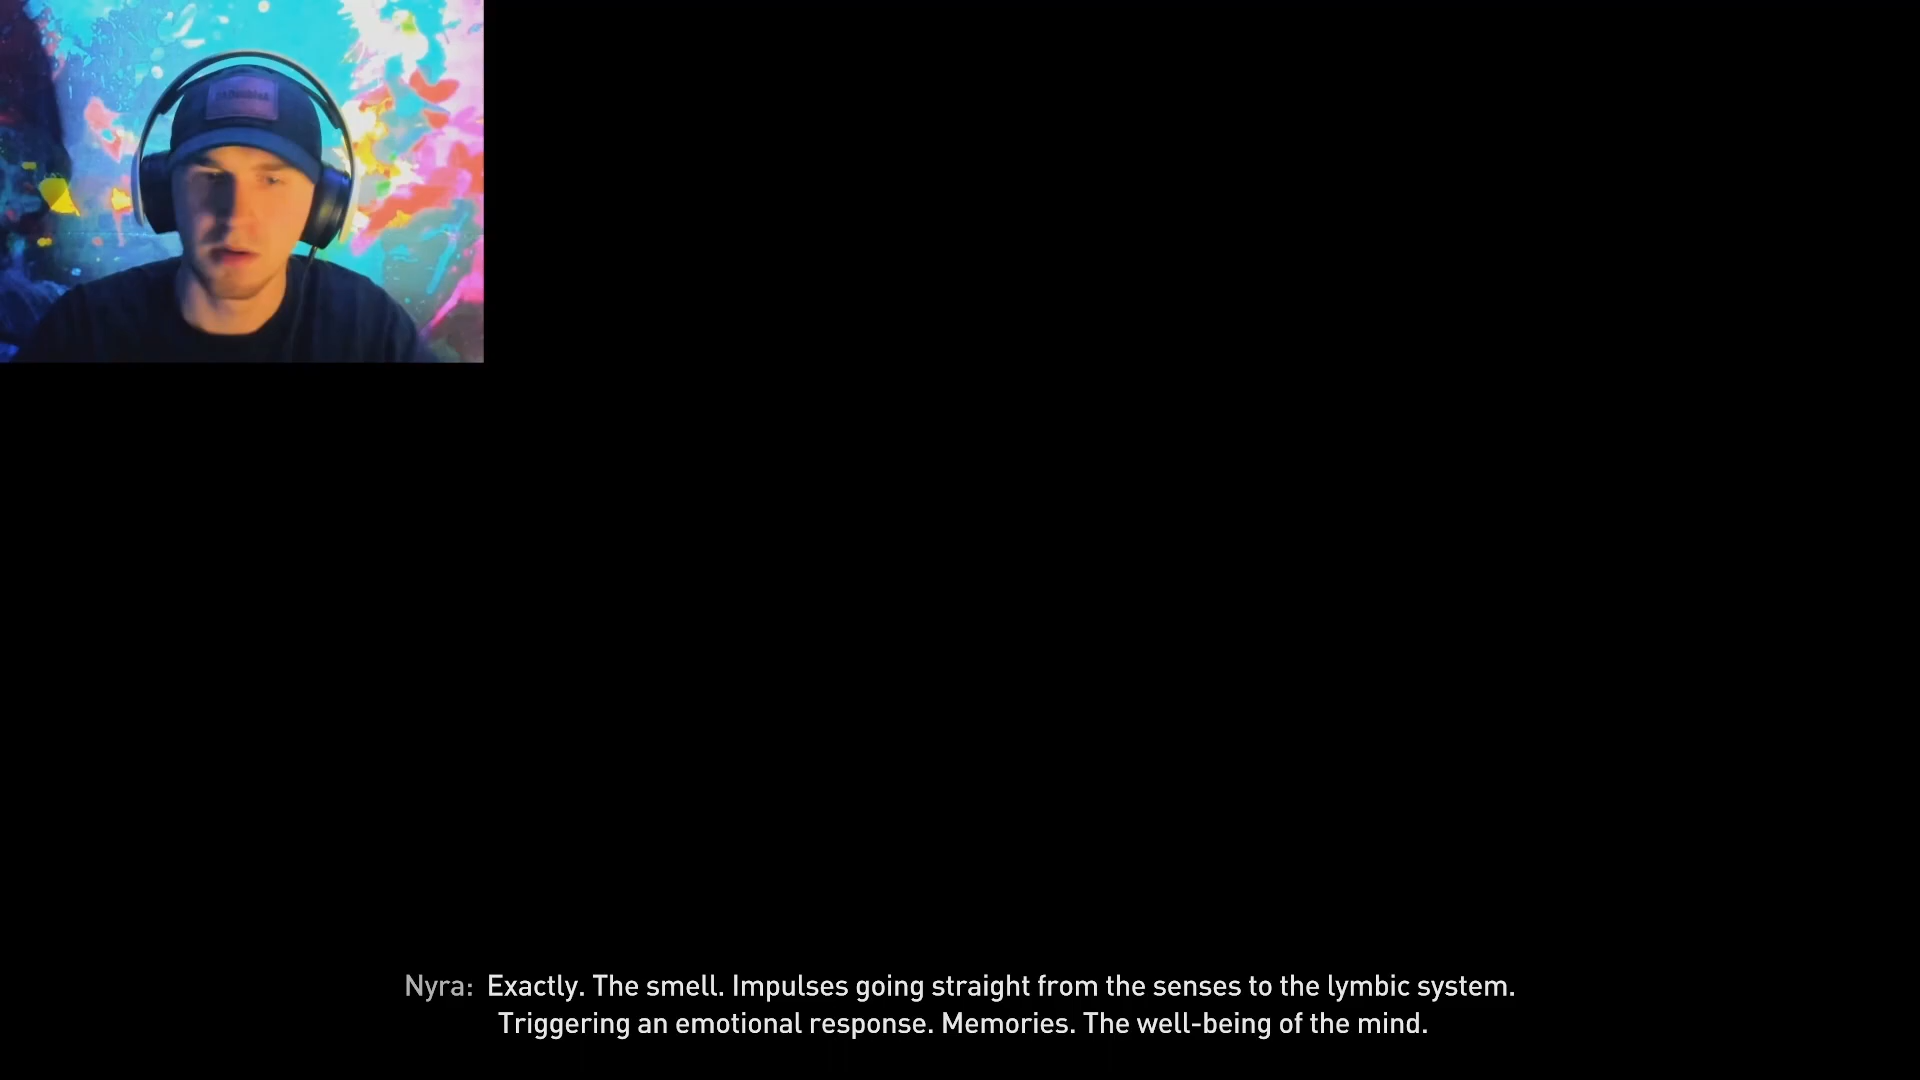 Nyra: Exactly. The smell. Impulses going straight from the senses to the lymbic system.
Triggering an emotional response. Memories. The well-being of the mind.